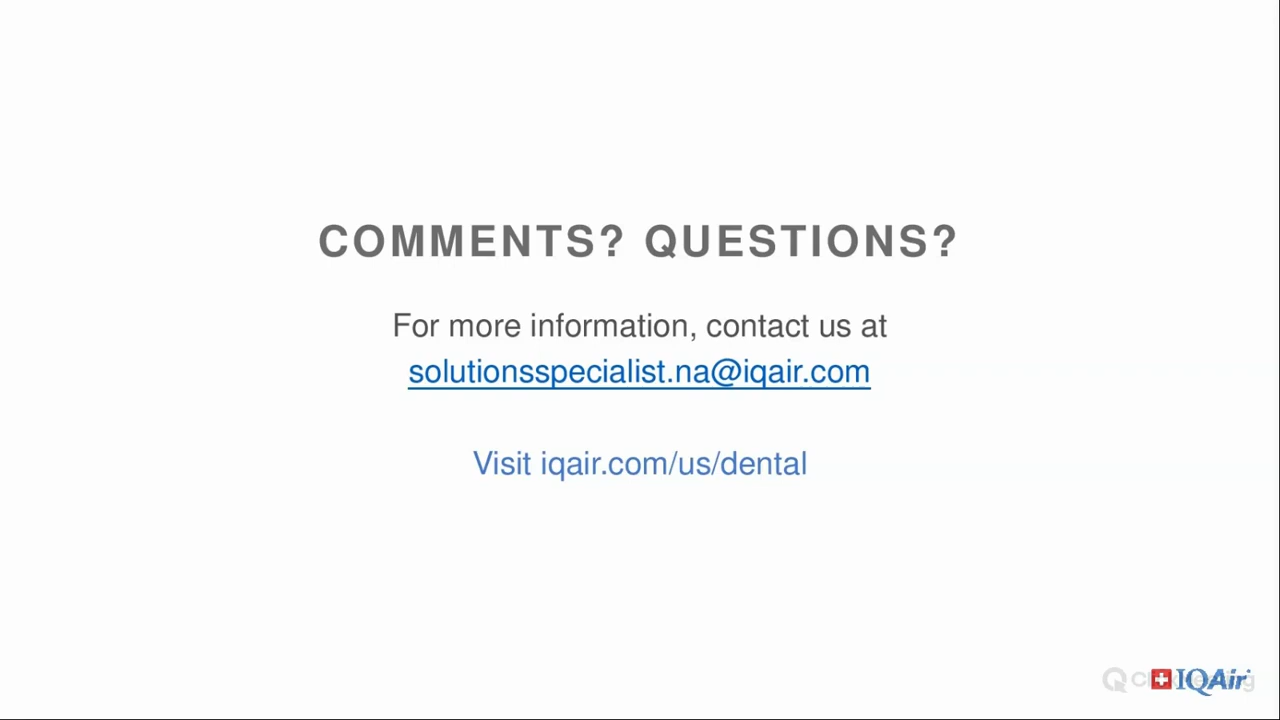 COMMENTS? QUESTIONS?
For more information, contact us at
solutionsspecialist.na@iqair.com
Visit iqair.com/us/dental
IQAir